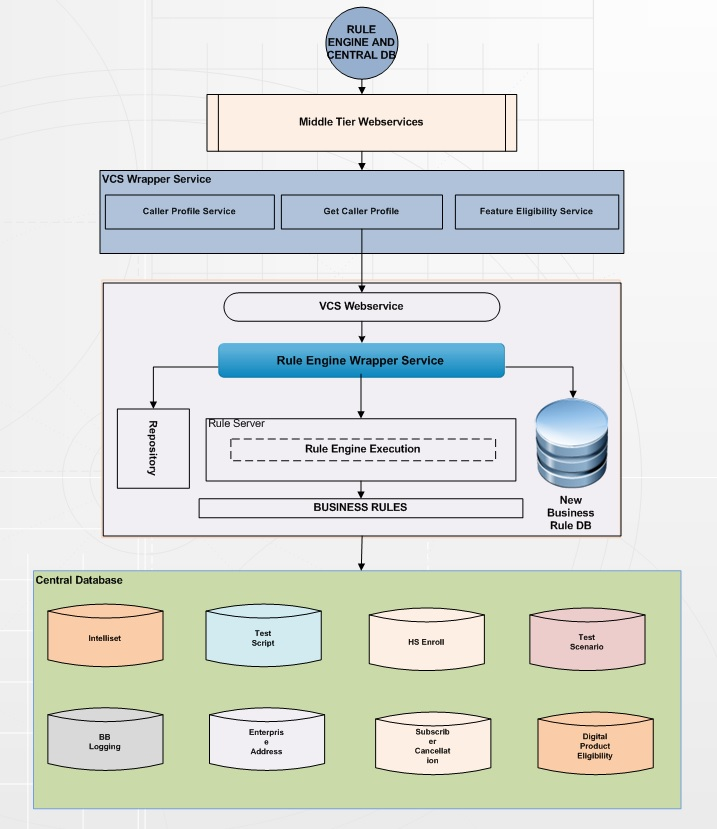 RULE
ENGINE AND
CENTRAL DB
Middle Tier Webservices
VCS Wrapper Service
Caller Profile Service
Get Caller Profile
Feature Eligibility Service
VCS Webservice
Rule Engine Wrapper Service
Repository
Rule Server
Rule Engine Execution
BUSINESS RULES
New
Business
Rule DB
Central Database
Intelliset
Test
Script
HS Enroll
Test
Scenario
BB
Logging
Enterpris
e
Address
Subscrib
er
Cancellat
ion
Digital
Product
Eligibility